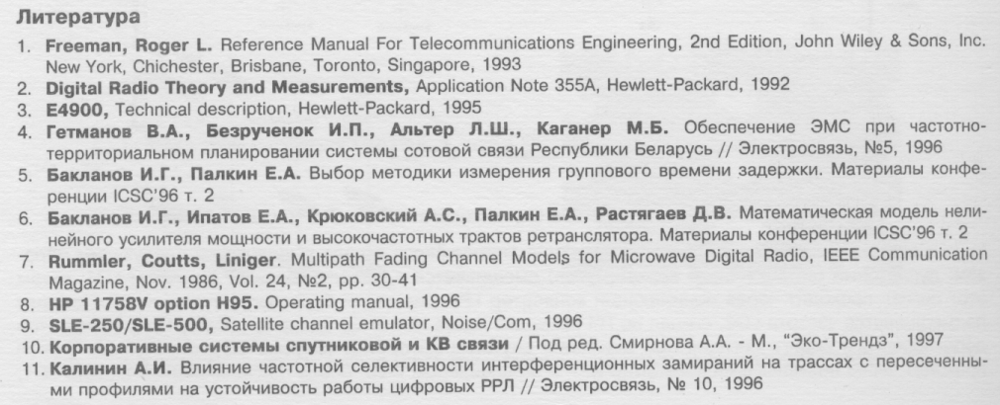 Литература
1. Freeman, Roger L. Reference Manual For Telecommunications Engineering, 2nd Edition, John Wiley & Sons, Inc.
New York, Chichester, Brisbane, Toronto, Singapore, 1993
2. Digital Radio Theory and Measurements, Application Note 355A, Hewlett-Packard, 1992
3. E4900, Technical description, Hewlett-Packard, 1995
4. Гетманов В.А., Безрученок И.П., Альтер Л.Ш., Каганер М.Б. Обеспечение ЭМС при частотно-
территориальном планировании системы сотовой связи Республики Беларусь // Электросвязь, №5, 1996
5. Бакланов И.Г., Палкин Е.А. Выбор методики измерения группового времени задержки. Материалы конфе-
ренции ICSC'96 т. 2
6. Бакланов И.Г., Ипатов Е.А., Крюковский А.С., Палкин Е.А., Растягаев Д.В. Математическая модель нели-
нейного усилителя мощности и высокочастотных трактов ретранслятора. Материалы конференции ICSC'96 т. 2
7. Rummler, Coutts, Liniger. Multipath Fading Channel Models for Microwave Digital Radio, IEEE Communication
Magazine, Nov. 1986, Vol. 24, №2, pp. 30-41
8. HP 11758V option H95. Operating manual, 1996
9. SLE-250/SLE-500, Satellite channel emulator, Noise/Com, 1996
10. Корпоративные системы спутниковой и КВ связи / Под ред. Смирнова А.А. - М., "Эко-Трендз", 1997
11. Калинин А.И. Влияние частотной селективности интерференционных замираний на трассах с пересеченны-
ми профилями на устойчивость работы цифровых РРЛ // Электросвязь, № 10, 1996